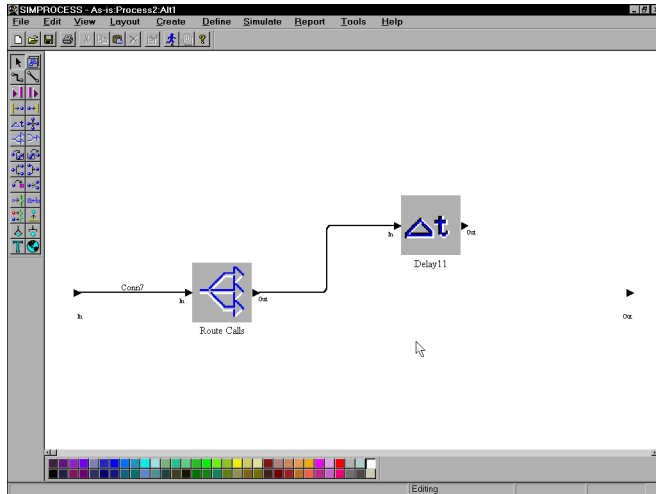 SIMPROCESS - As-is:Process2:Alt1
File Edit View Layout Create Define Simulate Report Tools Help
Δt
Out
In
Delay11
Conn7
In
Out
In
Out
Route Calls
Editing